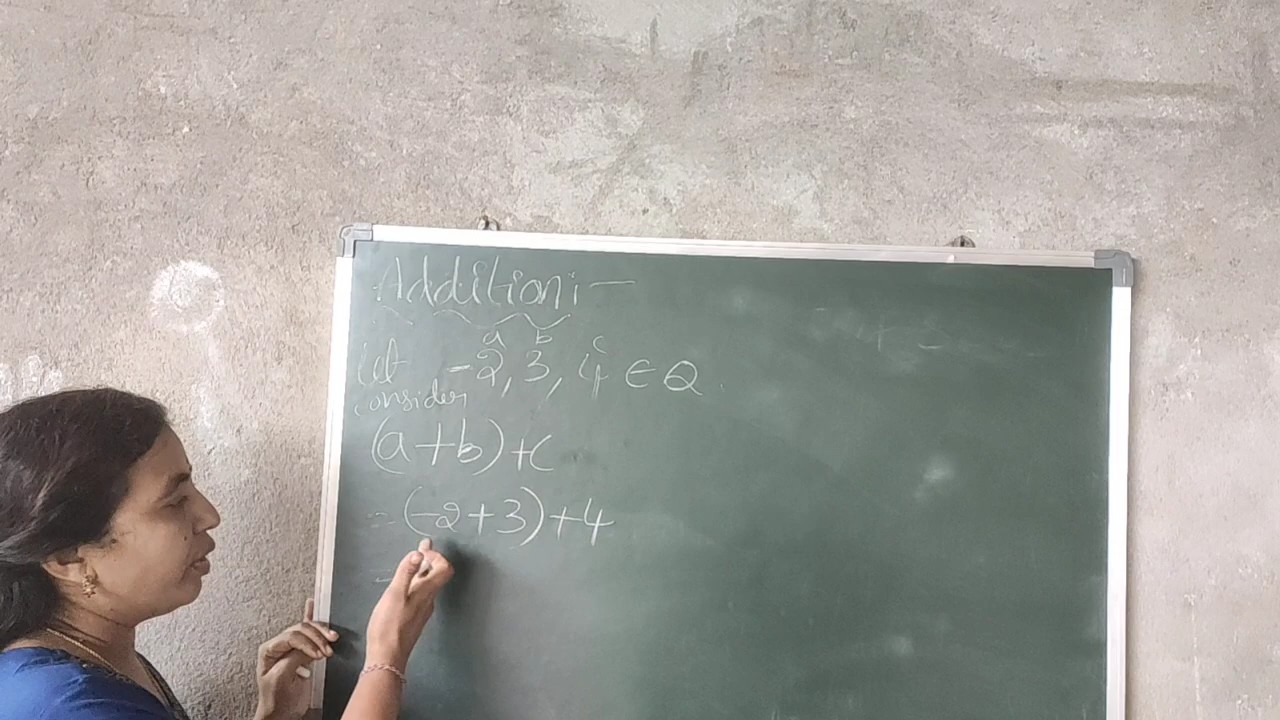 Addition:-
a b c
Let -2, 3, 4 ∈ Q.
consider
(a+b)+c
= (-2+3)+4
=